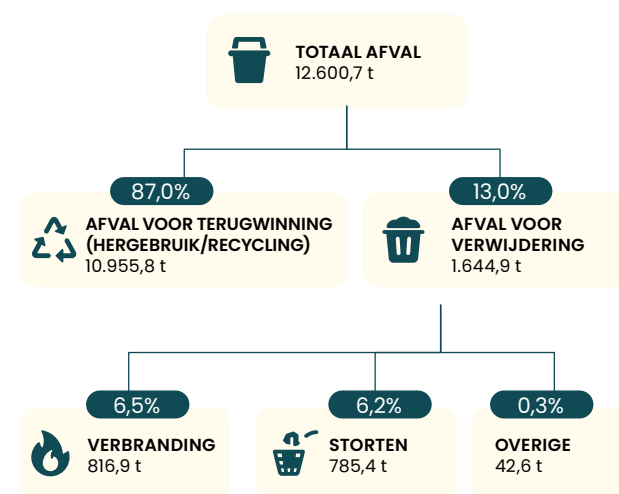 TOTAAL AFVAL
12.600,7 t
87,0%
13,0%
AFVAL VOOR TERUGWINNING
(HERGEBRUIK/RECYCLING)
10.955,8 t
AFVAL VOOR
VERWIJDERING
1.644,9 t
6,5%
6,2%
0,3%
VERBRANDING
816,9 t
STORTEN
785,4 t
OVERIGE
42,6 t